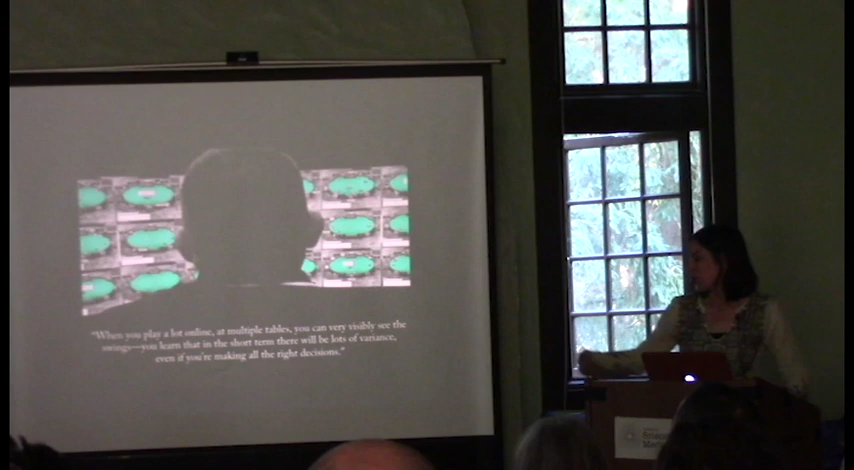 "When you play a lot online, at multiple tables, you can very visibly see the
swings—you learn that in the short term there will be lots of variance,
even if you're making all the right decisions."